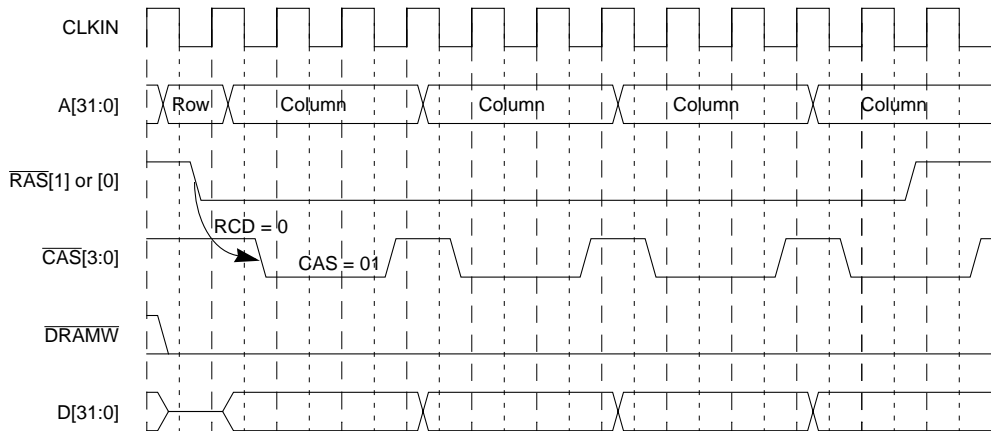 CLKIN
A[31:0] Row Column Column Column Column
RAS[1] or [0]
RCD = 0
CAS[3:0] CAS = 01
DRAMW
D[31:0]